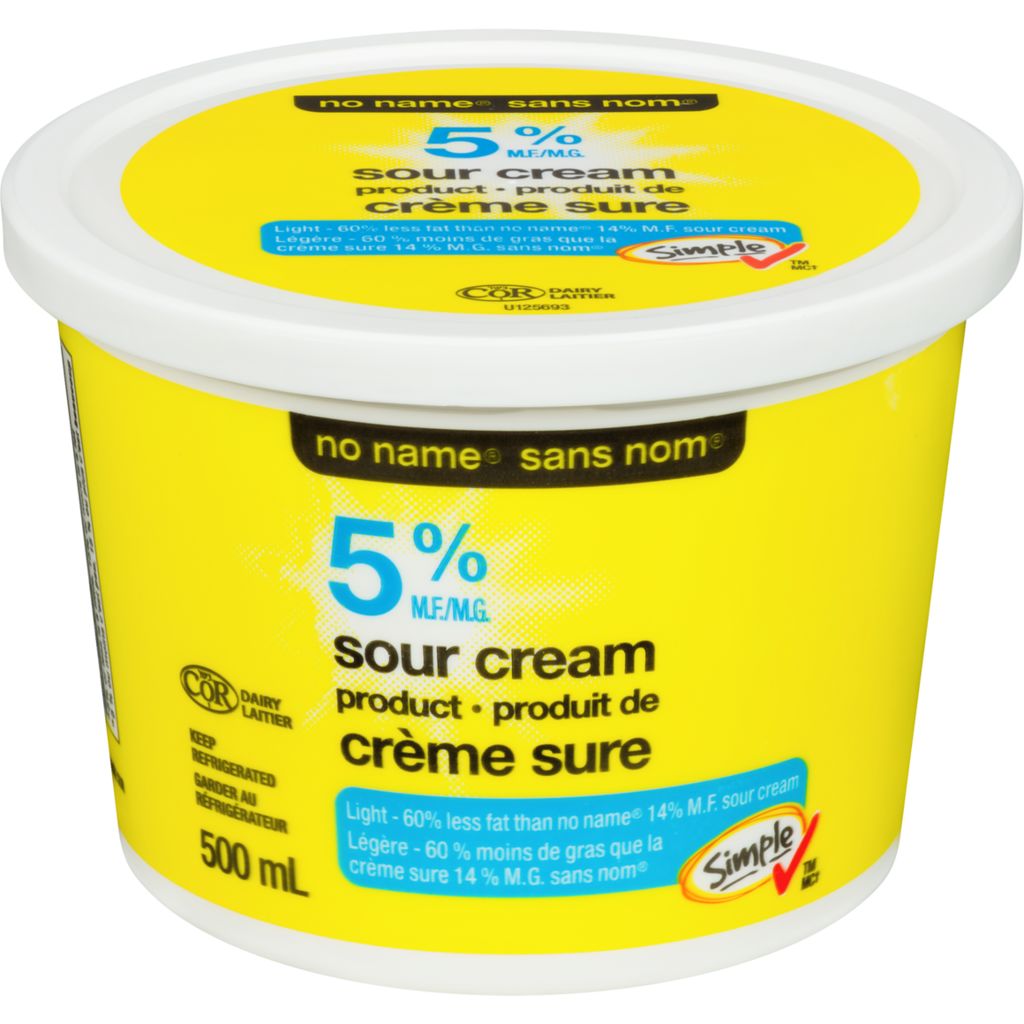 no name® sans nom®
5%
M.F./M.G.
sour cream
product • produit de
crème sure
Light - 60% less fat than no name® 14% M.F. sour cream
Légère - 60 % moins de gras que la
crème sure 14 % M.G. sans nom®
Simple
TM
MC†
COR DAIRY
LAITIER
U125693
no name® sans nom®
5%
M.F./M.G.
sour cream
product • produit de
crème sure
COR DAIRY
LAITIER
KEEP
REFRIGERATED
GARDER AU
RÉFRIGÉRATEUR
500 mL
Light - 60% less fat than no name® 14% M.F. sour cream
Légère - 60 % moins de gras que la
crème sure 14 % M.G. sans nom®
Simple
TM
MC†